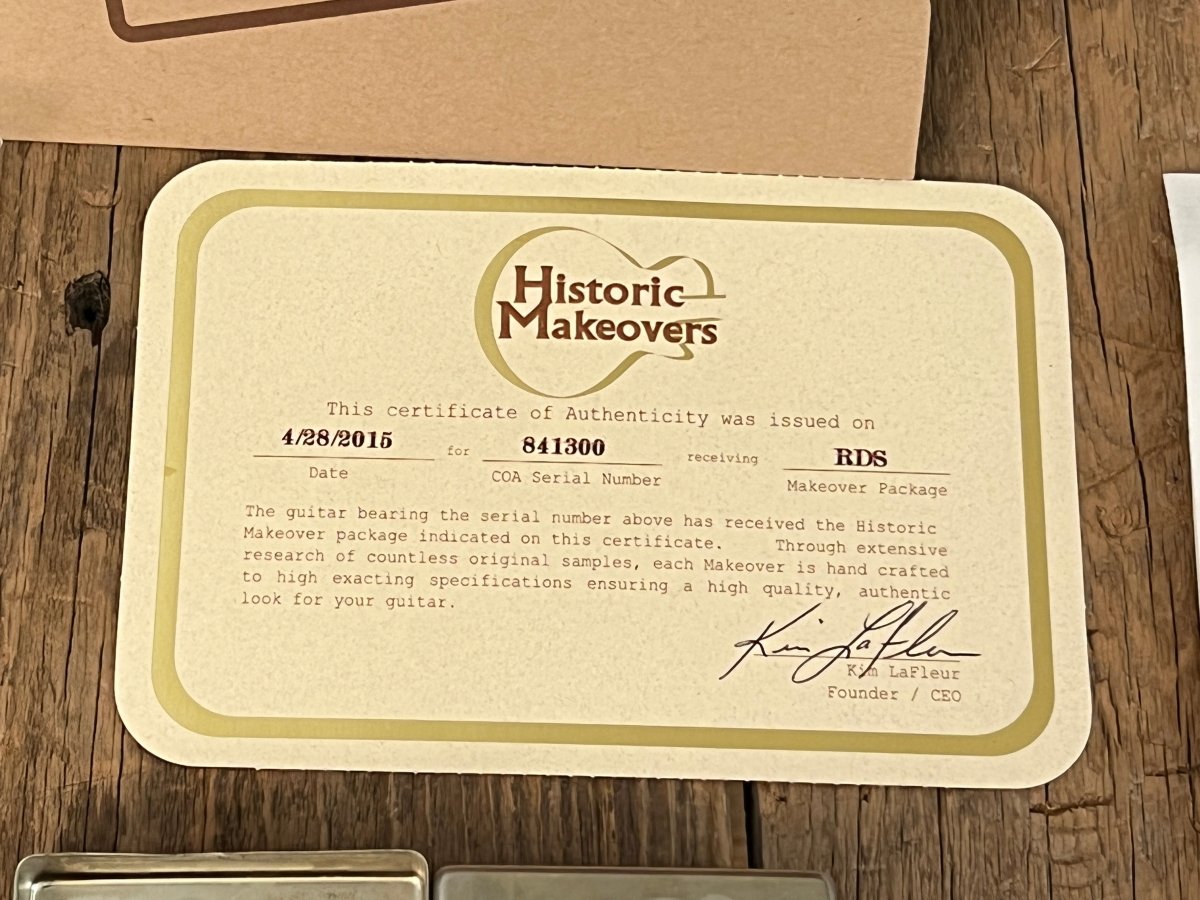 Historic
Makeovers
This certificate of Authenticity was issued on
4/28/2015 for 841300 receiving RDS
Date COA Serial Number Makeover Package
The guitar bearing the serial number above has received the Historic
Makeover package indicated on this certificate. Through extensive
research of countless original samples, each Makeover is hand crafted
to high exacting specifications ensuring a high quality, authentic
look for your guitar.
Kim LaFleur
Kim LaFleur
Founder / CEO